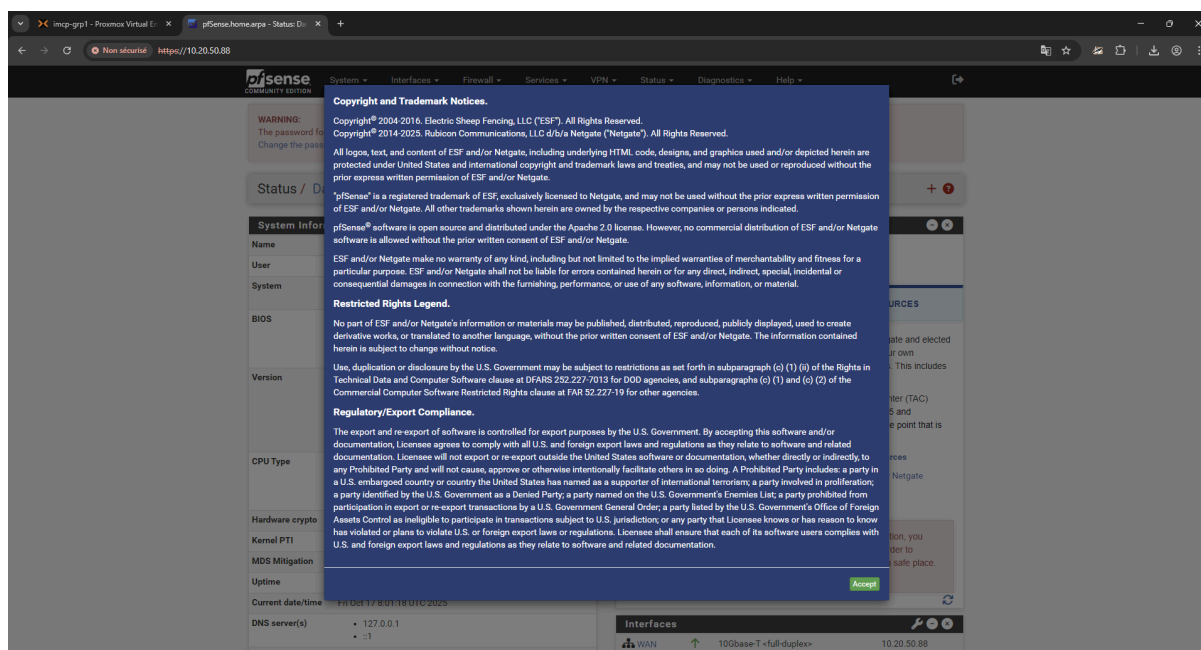 imcp-grp1 - Proxmox Virtual En
pfSense.home.arpa - Status: Da
Non sécurisé https://10.20.50.88
pfsense
COMMUNITY EDITION
System Interfaces Firewall Services VPN Status Diagnostics Help
WARNING:
The password fo
Change the pass
Status / Da
Copyright and Trademark Notices.
Copyright® 2004-2016. Electric Sheep Fencing, LLC ("ESF"). All Rights Reserved.
Copyright® 2014-2025. Rubicon Communications, LLC d/b/a Netgate ("Netgate"). All Rights Reserved.
All logos, text, and content of ESF and/or Netgate, including underlying HTML code, designs, and graphics used and/or depicted herein are
protected under United States and international copyright and trademark laws and treaties, and may not be used or reproduced without the
prior express written permission of ESF and/or Netgate.
"pfSense" is a registered trademark of ESF, exclusively licensed to Netgate, and may not be used without the prior express written permission
of ESF and/or Netgate. All other trademarks shown herein are owned by the respective companies or persons indicated.
pfSense® software is open source and distributed under the Apache 2.0 license. However, no commercial distribution of ESF and/or Netgate
software is allowed without the prior written consent of ESF and/or Netgate.
ESF and/or Netgate make no warranty of any kind, including but not limited to the implied warranties of merchantability and fitness for a
particular purpose. ESF and/or Netgate shall not be liable for errors contained herein or for any direct, indirect, special, incidental or
consequential damages in connection with the furnishing, performance, or use of any software, information, or material.
Restricted Rights Legend.
No part of ESF and/or Netgate's information or materials may be published, distributed, reproduced, publicly displayed, used to create
derivative works, or translated to another language, without the prior written consent of ESF and/or Netgate. The information contained
herein is subject to change without notice.
Use, duplication or disclosure by the U.S. Government may be subject to restrictions as set forth in subparagraph (c) (1) (ii) of the Rights in
Technical Data and Computer Software clause at DFARS 252.227-7013 for DOD agencies, and subparagraphs (c) (1) and (c) (2) of the
Commercial Computer Software Restricted Rights clause at FAR 52.227-19 for other agencies.
Regulatory/Export Compliance.
The export and re-export of software is controlled for export purposes by the U.S. Government. By accepting this software and/or
documentation, Licensee agrees to comply with all U.S. and foreign export laws and regulations as they relate to software and related
documentation. Licensee will not export or re-export outside the United States software or documentation, whether directly or indirectly, to
any Prohibited Party and will not cause, approve or otherwise intentionally facilitate others in so doing. A Prohibited Party includes: a party in
a U.S. embargoed country or country the United States has named as a supporter of international terrorism; a party involved in proliferation;
a party identified by the U.S. Government as a Denied Party; a party named on the U.S. Government's Enemies List; a party prohibited from
participation in export or re-export transactions by a U.S. Government General Order; a party listed by the U.S. Government's Office of Foreign
Assets Control as ineligible to participate in transactions subject to U.S. jurisdiction; or any party that Licensee knows or has reason to know
has violated or plans to violate U.S. or foreign export laws or regulations. Licensee shall ensure that each of its software users complies with
U.S. and foreign export laws and regulations as they relate to software and related documentation.
Accept
System Infor
Name
User
System
BIOS
Version
CPU Type
Hardware crypto
Kernel PTI
MDS Mitigation
Uptime
Current date/time Fri Oct 17 8:01:18 UTC 2025
DNS server(s)
127.0.0.1
::1
URCES
gate and elected
ur own
. This includes
nter (TAC)
5 and
e point that is
rces
Netgate
tion, you
der to
safe place.
Interfaces
WAN 10Gbase-T <full-duplex> 10.20.50.88